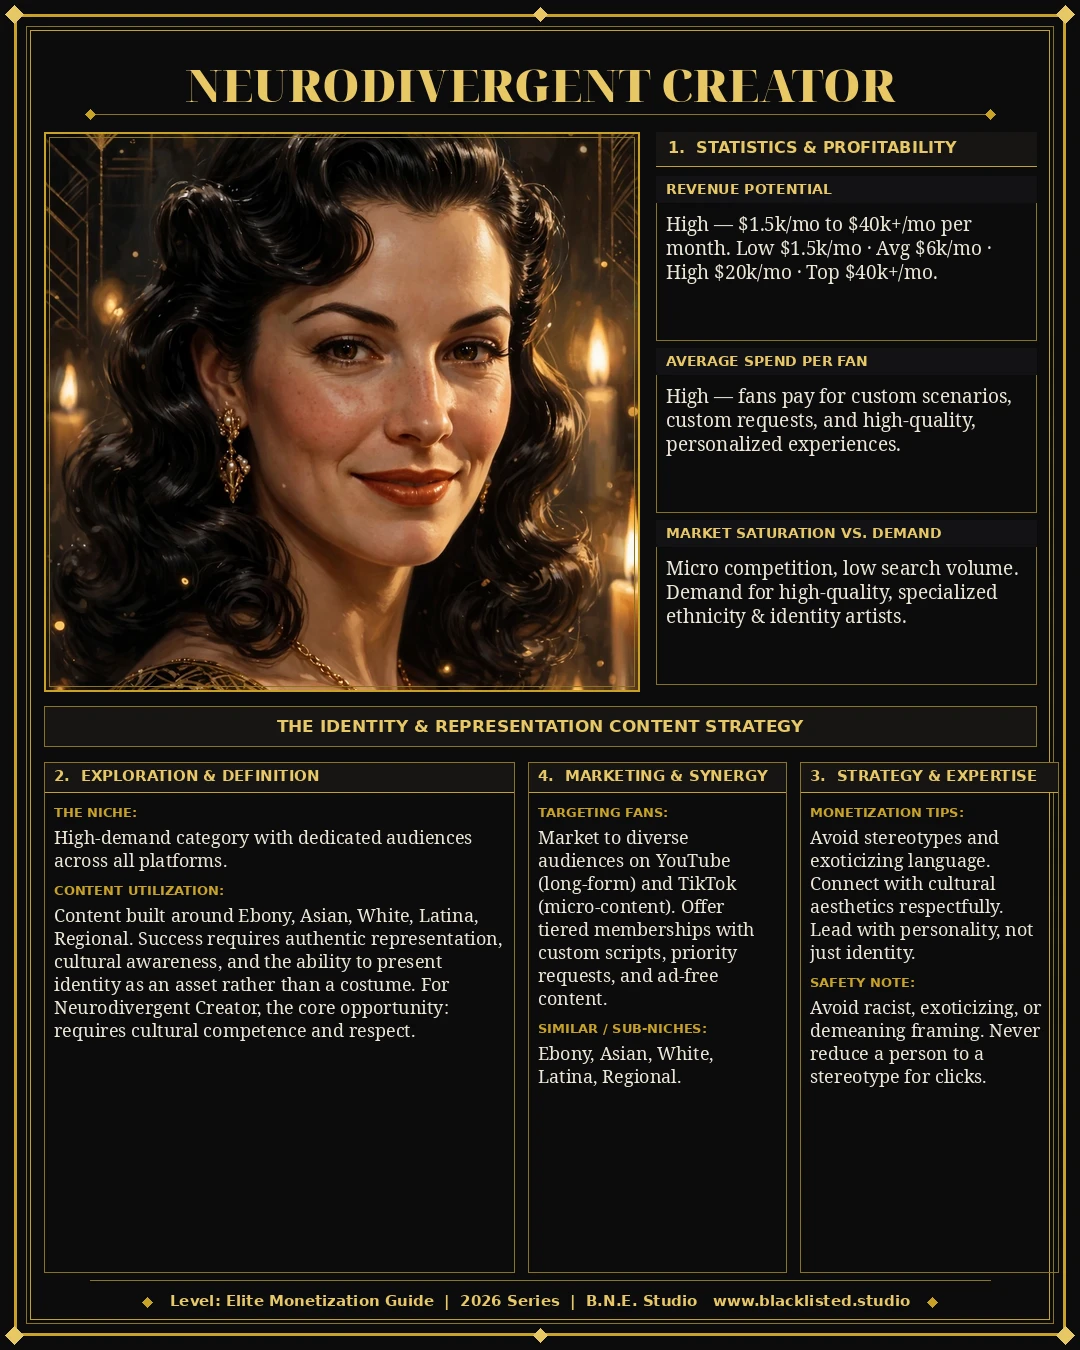 NEURODIVERGENT CREATOR
1. STATISTICS & PROFITABILITY
REVENUE POTENTIAL
High — $1.5k/mo to $40k+/mo per
month. Low $1.5k/mo · Avg $6k/mo ·
High $20k/mo · Top $40k+/mo.
AVERAGE SPEND PER FAN
High — fans pay for custom scenarios,
custom requests, and high-quality,
personalized experiences.
MARKET SATURATION VS. DEMAND
Micro competition, low search volume.
Demand for high-quality, specialized
ethnicity & identity artists.
THE IDENTITY & REPRESENTATION CONTENT STRATEGY
2. EXPLORATION & DEFINITION
THE NICHE:
High-demand category with dedicated audiences
across all platforms.
CONTENT UTILIZATION:
Content built around Ebony, Asian, White, Latina,
Regional. Success requires authentic representation,
cultural awareness, and the ability to present
identity as an asset rather than a costume. For
Neurodivergent Creator, the core opportunity:
requires cultural competence and respect.
4. MARKETING & SYNERGY
TARGETING FANS:
Market to diverse
audiences on YouTube
(long-form) and TikTok
(micro-content). Offer
tiered memberships with
custom scripts, priority
requests, and ad-free
content.
SIMILAR / SUB-NICHES:
Ebony, Asian, White,
Latina, Regional.
3. STRATEGY & EXPERTISE
MONETIZATION TIPS:
Avoid stereotypes and
exoticizing language.
Connect with cultural
aesthetics respectfully.
Lead with personality, not
just identity.
SAFETY NOTE:
Avoid racist, exoticizing, or
demeaning framing. Never
reduce a person to a
stereotype for clicks.
Level: Elite Monetization Guide | 2026 Series | B.N.E. Studio www.blacklisted.studio